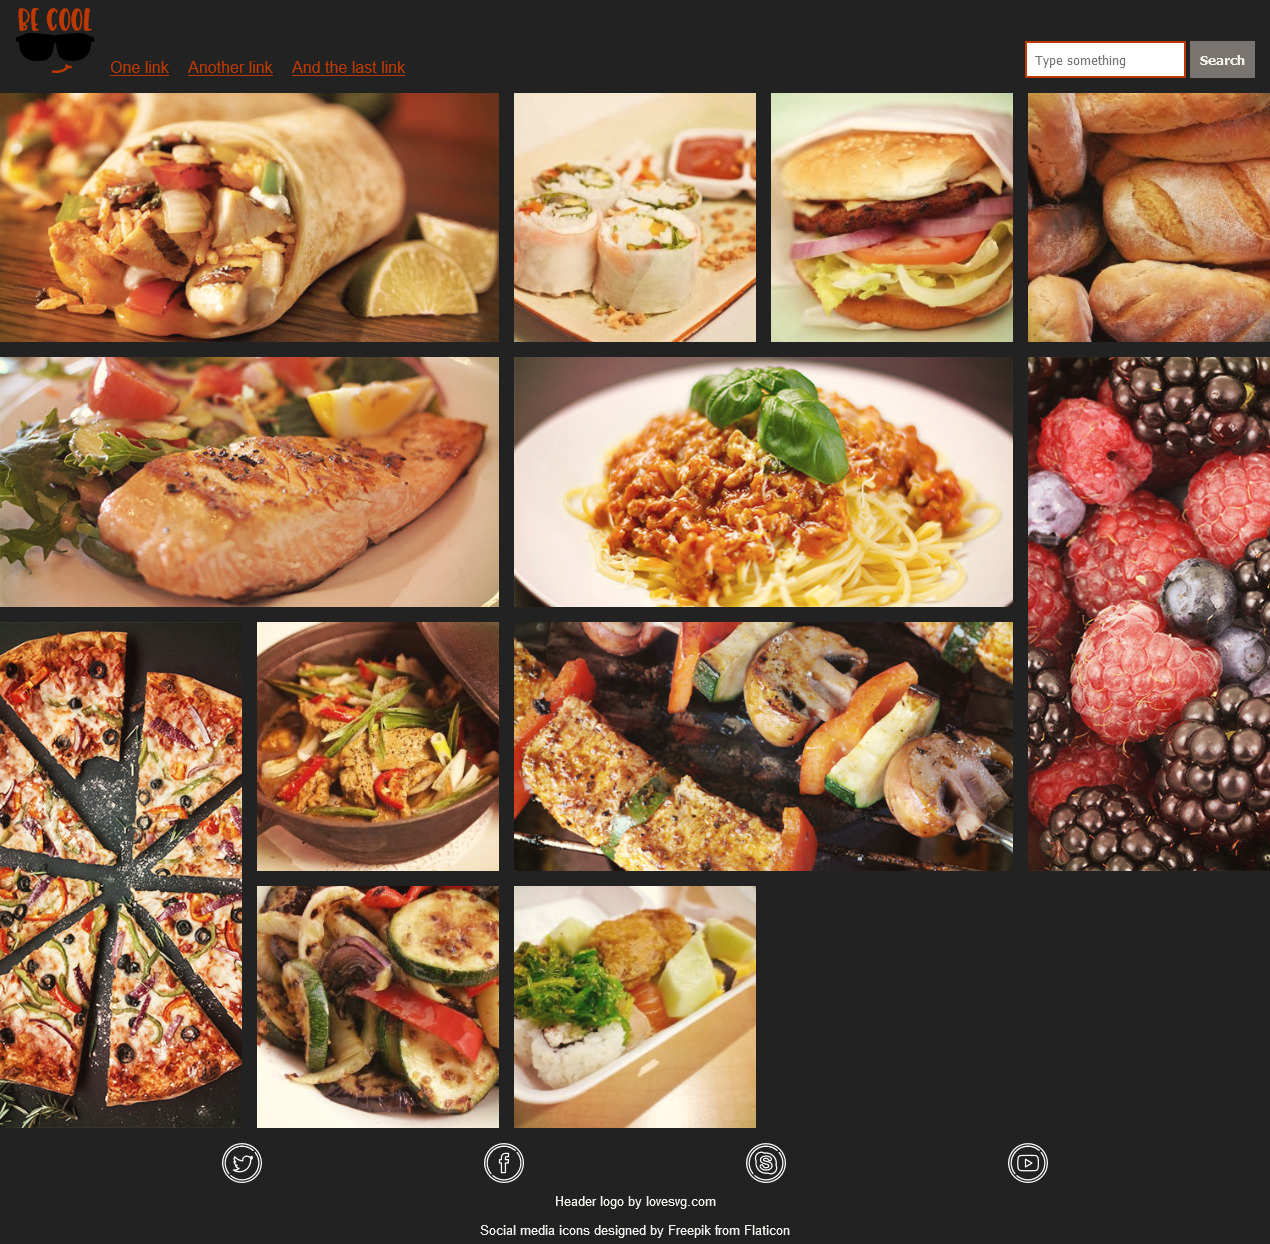 BE COOL
One link
Another link
And the last link
Type something
Search
Header logo by lovesvg.com
Social media icons designed by Freepik from Flaticon